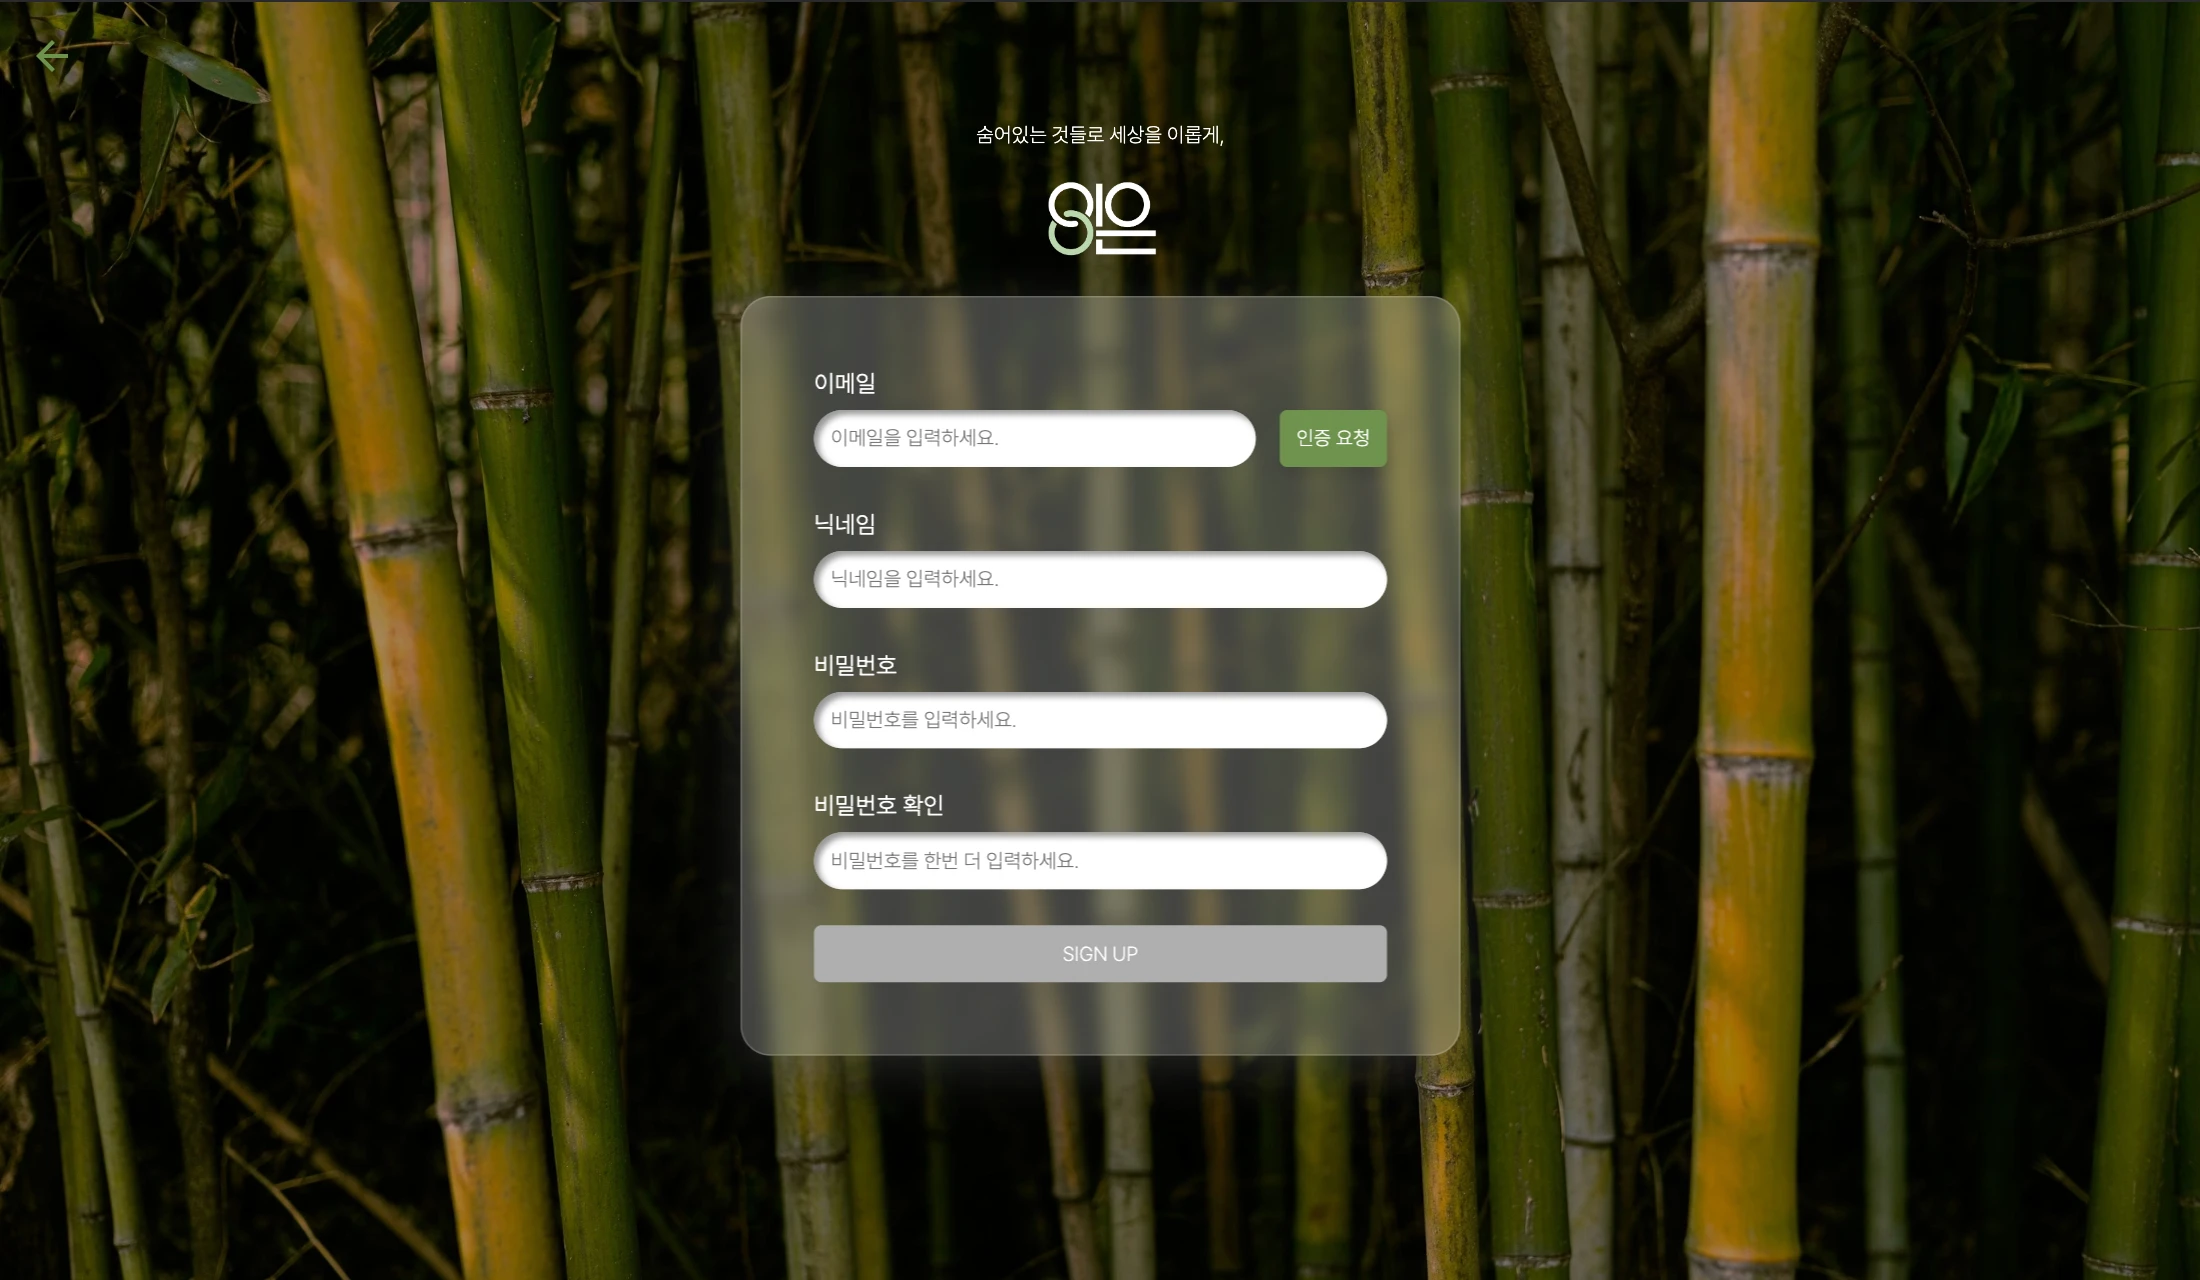 숨어있는 것들로 세상을 이롭게,
이메일
이메일을 입력하세요.
인증 요청
닉네임
닉네임을 입력하세요.
비밀번호
비밀번호를 입력하세요.
비밀번호 확인
비밀번호를 한번 더 입력하세요.
SIGN UP